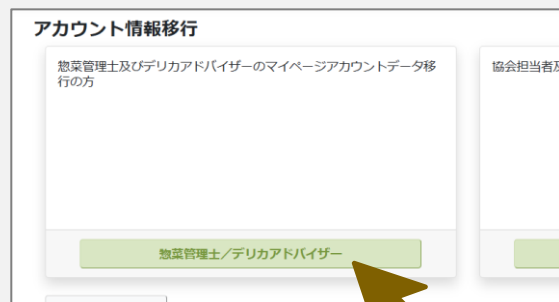 アカウント情報移行
惣菜管理士及びデリカアドバイザーのマイページアカウントデータ移
行の方
協会担当者及
惣菜管理士／デリカアドバイザー